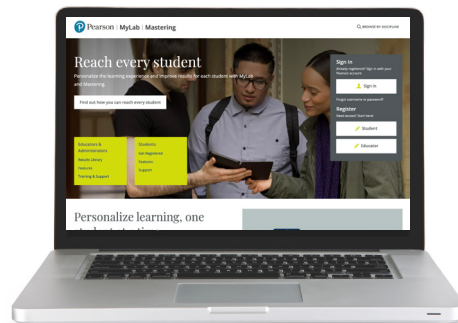 Pearson | MyLab | Mastering
BROWSE BY DISCIPLINE
Reach every student
Personalize the learning experience and improve results for each student with MyLab
and Mastering.
Find out how you can reach every student
Educators &
Administrators
Results Library
Features
Training & Support
Students
Get Registered
Features
Support
Sign in
Already registered? Sign in with your
Pearson account.
Sign in
Forgot username or password?
Register
Need access? Start here!
Student
Educator
Personalize learning, one